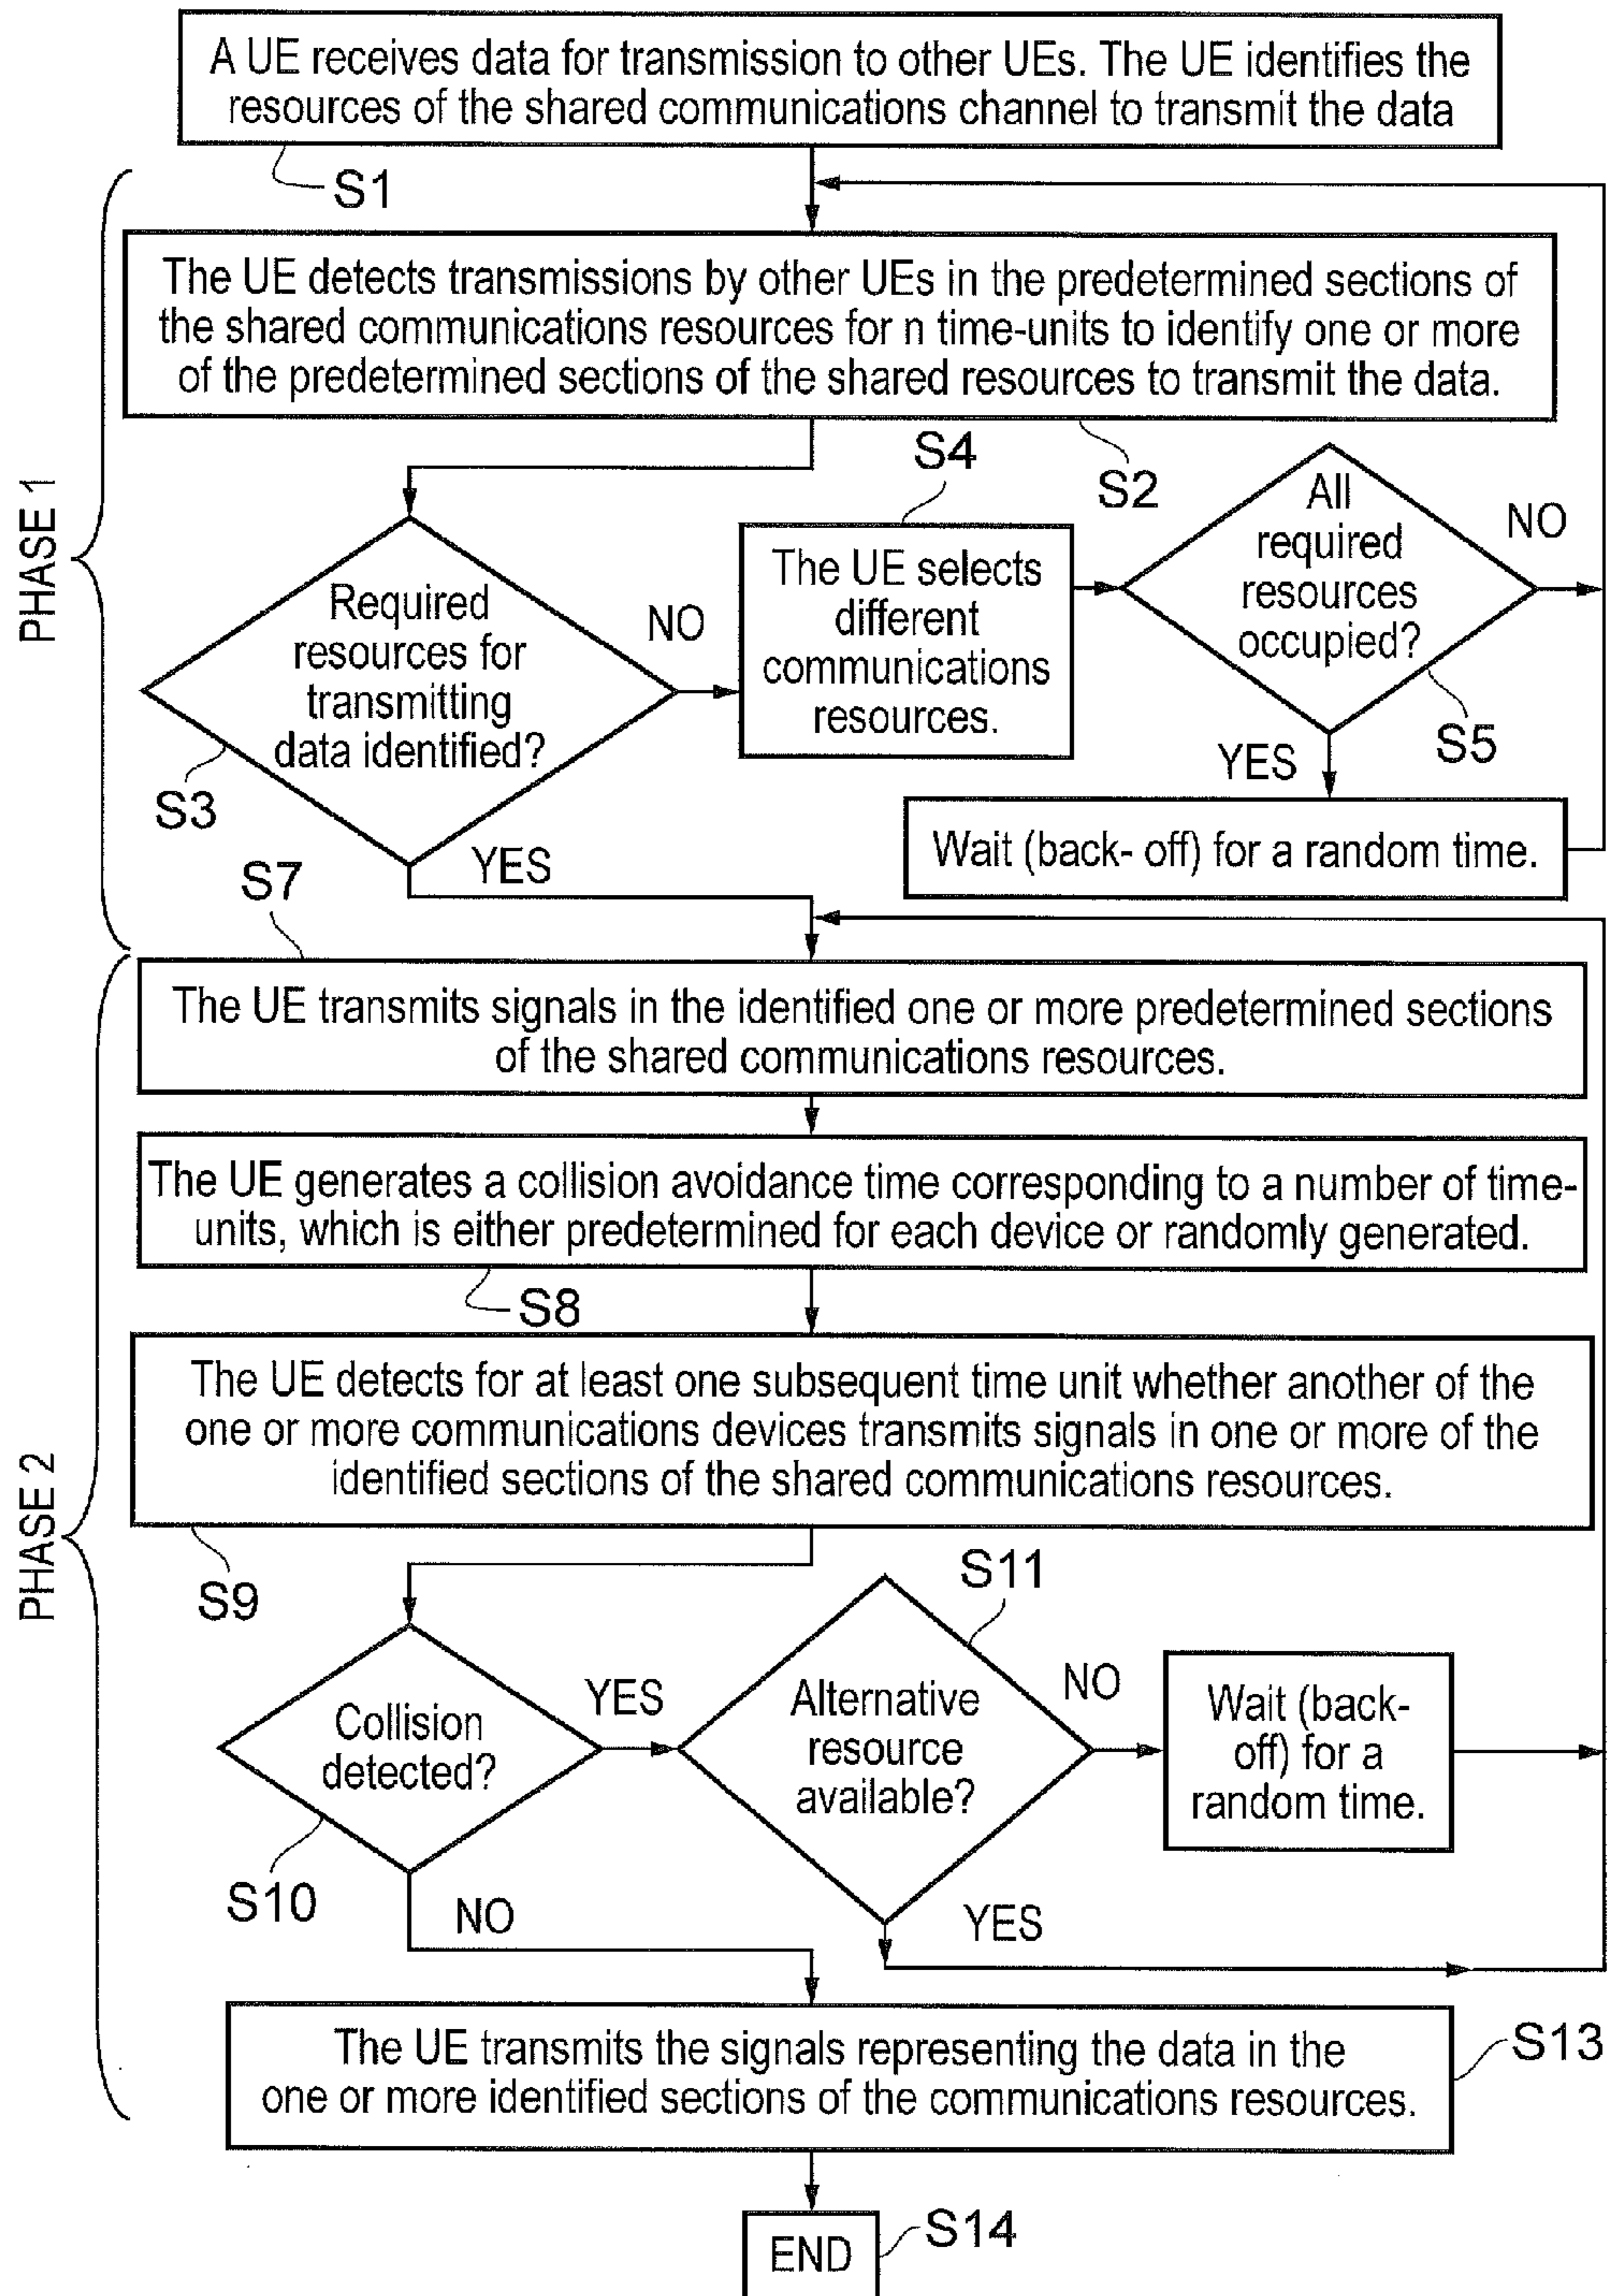 A UE receives data for transmission to other UEs. The UE identifies the
resources of the shared communications channel to transmit the data
S1
PHASE 1
The UE detects transmissions by other UEs in the predetermined sections of
the shared communications resources for n time-units to identify one or more
of the predetermined sections of the shared resources to transmit the data.
S2
Required
resources for
transmitting
data identified?
S3
NO
S4
The UE selects
different
communications
resources.
All
required
resources
occupied?
NO
S5
YES
Wait (back- off) for a random time.
YES
S7
PHASE 2
The UE transmits signals in the identified one or more predetermined sections
of the shared communications resources.
The UE generates a collision avoidance time corresponding to a number of time-
units, which is either predetermined for each device or randomly generated.
S8
The UE detects for at least one subsequent time unit whether another of the
one or more communications devices transmits signals in one or more of the
identified sections of the shared communications resources.
S9
Collision
detected?
S10
YES
S11
Alternative
resource
available?
NO
Wait (back-
off) for a
random time.
NO
YES
The UE transmits the signals representing the data in the
one or more identified sections of the communications resources.
S13
END
S14